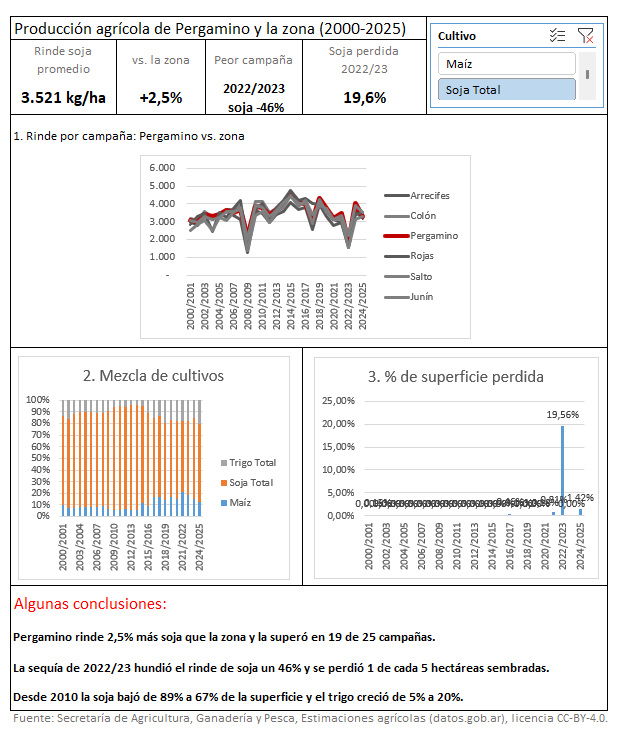 Producción agrícola de Pergamino y la zona (2000-2025)
Rinde soja
promedio
3.521 kg/ha
vs. la zona
+2,5%
Peor campaña
2022/2023
soja -46%
Soja perdida
2022/23
19,6%
Cultivo
Maíz
Soja Total
1. Rinde por campaña: Pergamino vs. zona
6.000
5.000
4.000
3.000
2.000
1.000
-
2000/2001
2002/2003
2004/2005
2006/2007
2008/2009
2010/2011
2012/2013
2014/2015
2016/2017
2018/2019
2020/2021
2022/2023
2024/2025
Arrecifes
Colón
Pergamino
Rojas
Salto
Junín
2. Mezcla de cultivos
100%
90%
80%
70%
60%
50%
40%
30%
20%
10%
0%
2000/2001
2003/2004
2006/2007
2009/2010
2012/2013
2015/2016
2018/2019
2021/2022
2024/2025
Trigo Total
Soja Total
Maíz
3. % de superficie perdida
25,00%
20,00%
15,00%
10,00%
5,00%
0,00%
19,56%
1,42%
0,00%
2000/2001
2002/2003
2004/2005
2006/2007
2008/2009
2010/2011
2012/2013
2014/2015
2016/2017
2018/2019
2020/2021
2022/2023
2024/2025
Algunas conclusiones:
Pergamino rinde 2,5% más soja que la zona y la superó en 19 de 25 campañas.
La sequía de 2022/23 hundió el rinde de soja un 46% y se perdió 1 de cada 5 hectáreas sembradas.
Desde 2010 la soja bajó de 89% a 67% de la superficie y el trigo creció de 5% a 20%.
Fuente: Secretaría de Agricultura, Ganadería y Pesca, Estimaciones agrícolas (datos.gob.ar), licencia CC-BY-4.0.